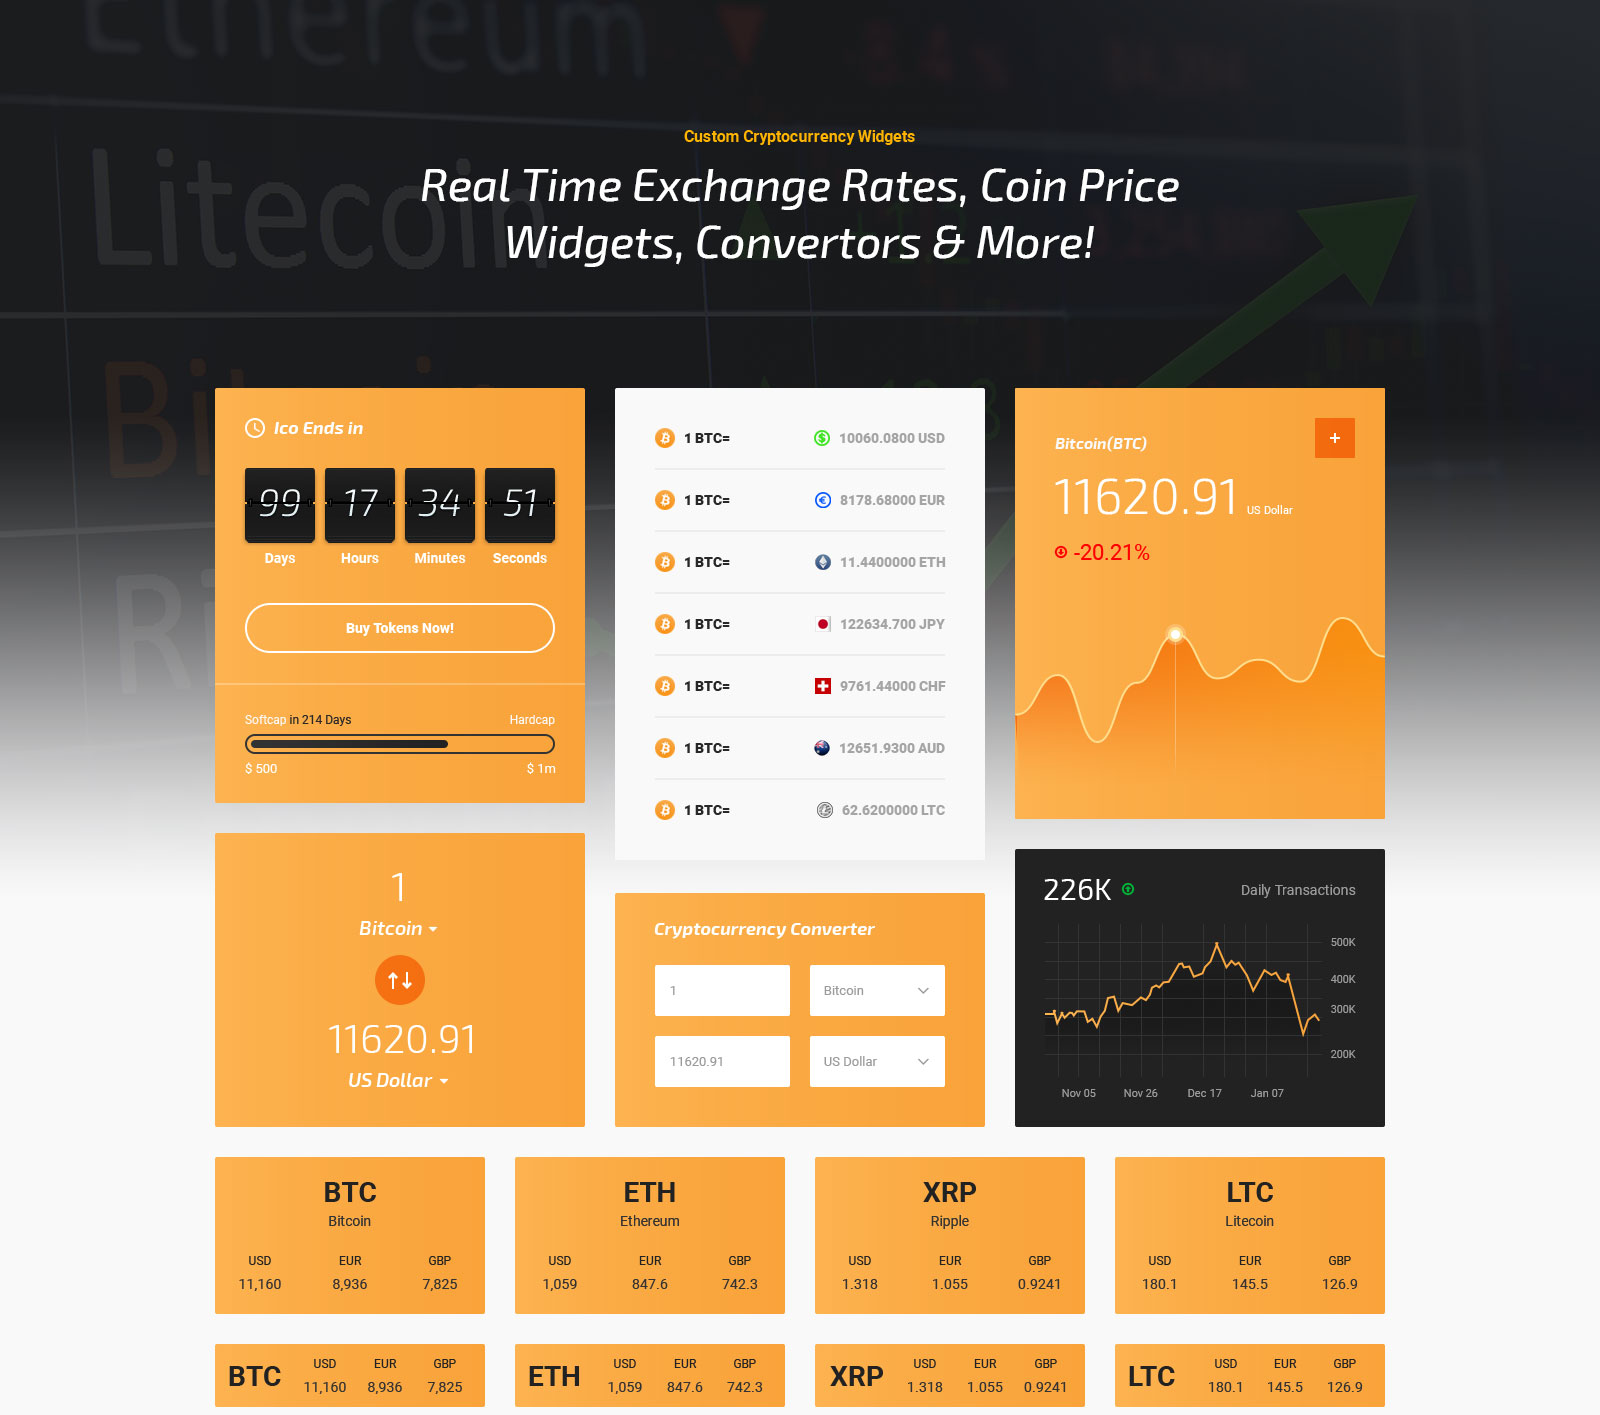 Ethereum
Litecoin
Custom Cryptocurrency Widgets
Real Time Exchange Rates, Coin Price
Widgets, Convertors & More!
Ico Ends in
99 17 34 51
Days Hours Minutes Seconds
Buy Tokens Now!
Softcap in 214 Days Hardcap
$ 500 $ 1m
1 BTC= 10060.0800 USD
1 BTC= 8178.68000 EUR
1 BTC= 11.4400000 ETH
1 BTC= 122634.700 JPY
1 BTC= 9761.44000 CHF
1 BTC= 12651.9300 AUD
1 BTC= 62.6200000 LTC
Bitcoin(BTC)
+
11620.91 US Dollar
-20.21%
1
Bitcoin
11620.91
US Dollar
Cryptocurrency Converter
1 Bitcoin
11620.91 US Dollar
226K Daily Transactions
500K
400K
300K
200K
Nov 05 Nov 26 Dec 17 Jan 07
BTC
Bitcoin
USD EUR GBP
11,160 8,936 7,825
ETH
Ethereum
USD EUR GBP
1,059 847.6 742.3
XRP
Ripple
USD EUR GBP
1.318 1.055 0.9241
LTC
Litecoin
USD EUR GBP
180.1 145.5 126.9
BTC
USD EUR GBP
11,160 8,936 7,825
ETH
USD EUR GBP
1,059 847.6 742.3
XRP
USD EUR GBP
1.318 1.055 0.9241
LTC
USD EUR GBP
180.1 145.5 126.9